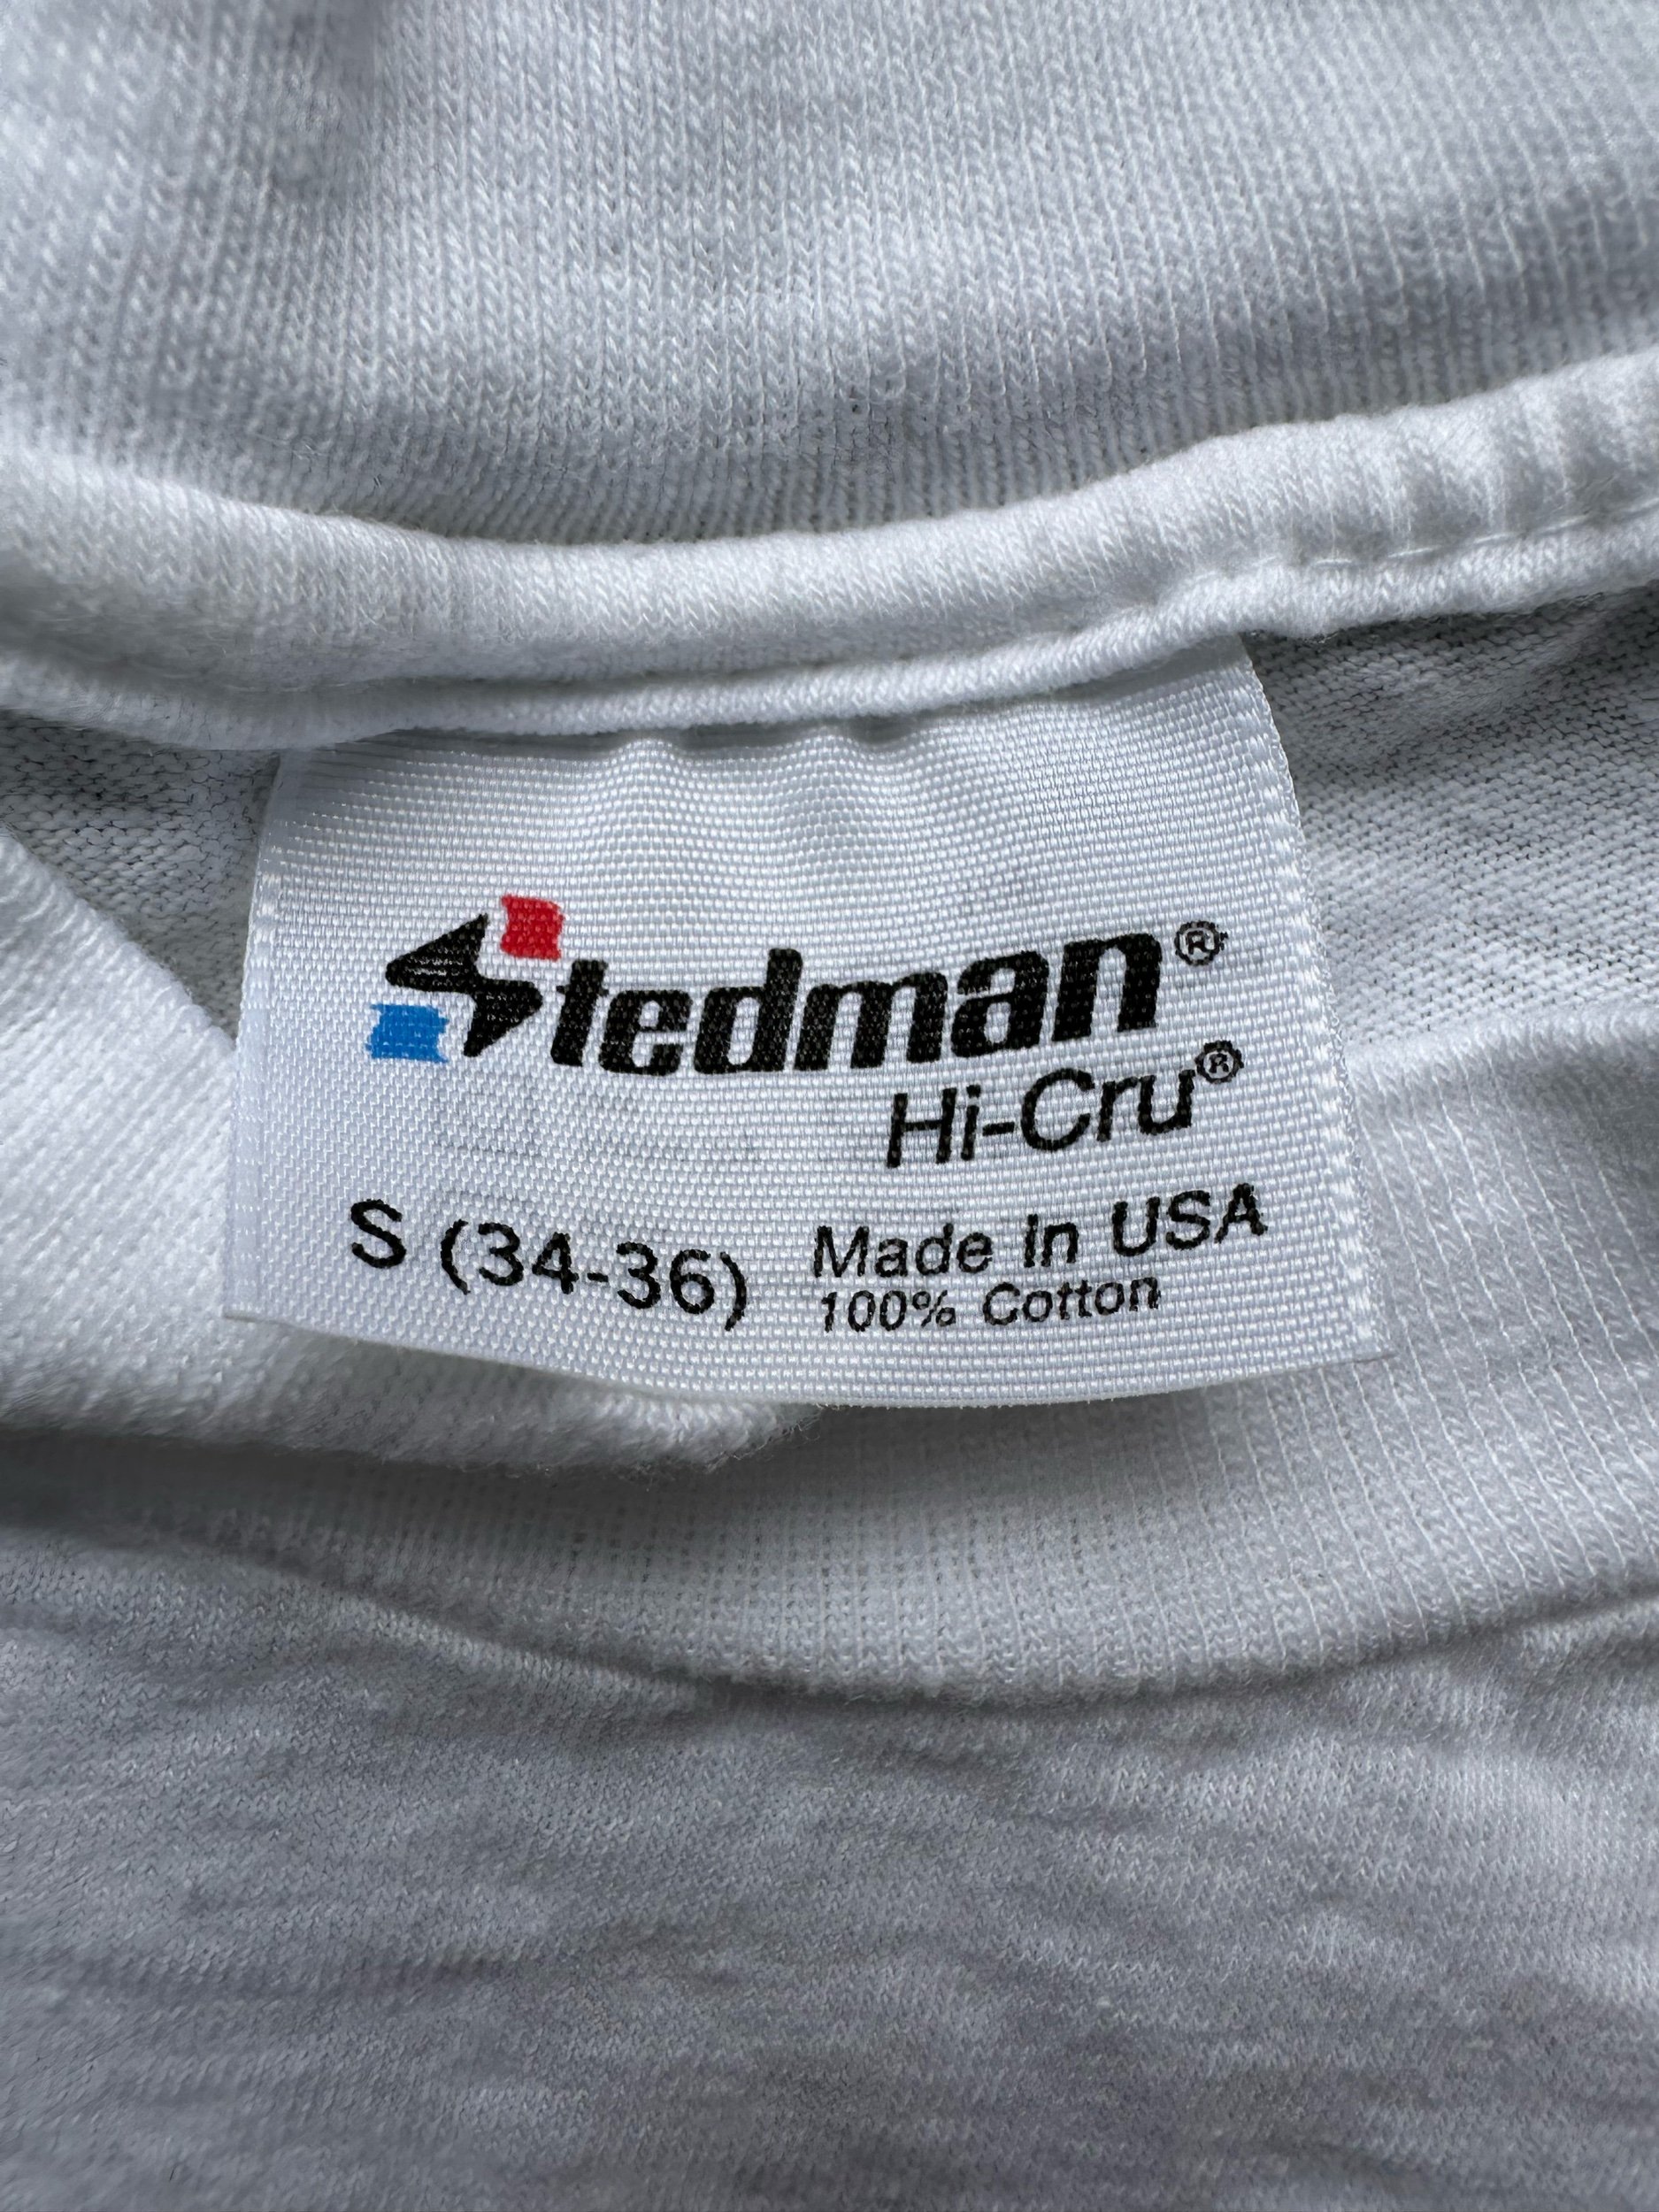 Stedman®
Hi-Cru®
S (34-36)
Made In USA
100% Cotton